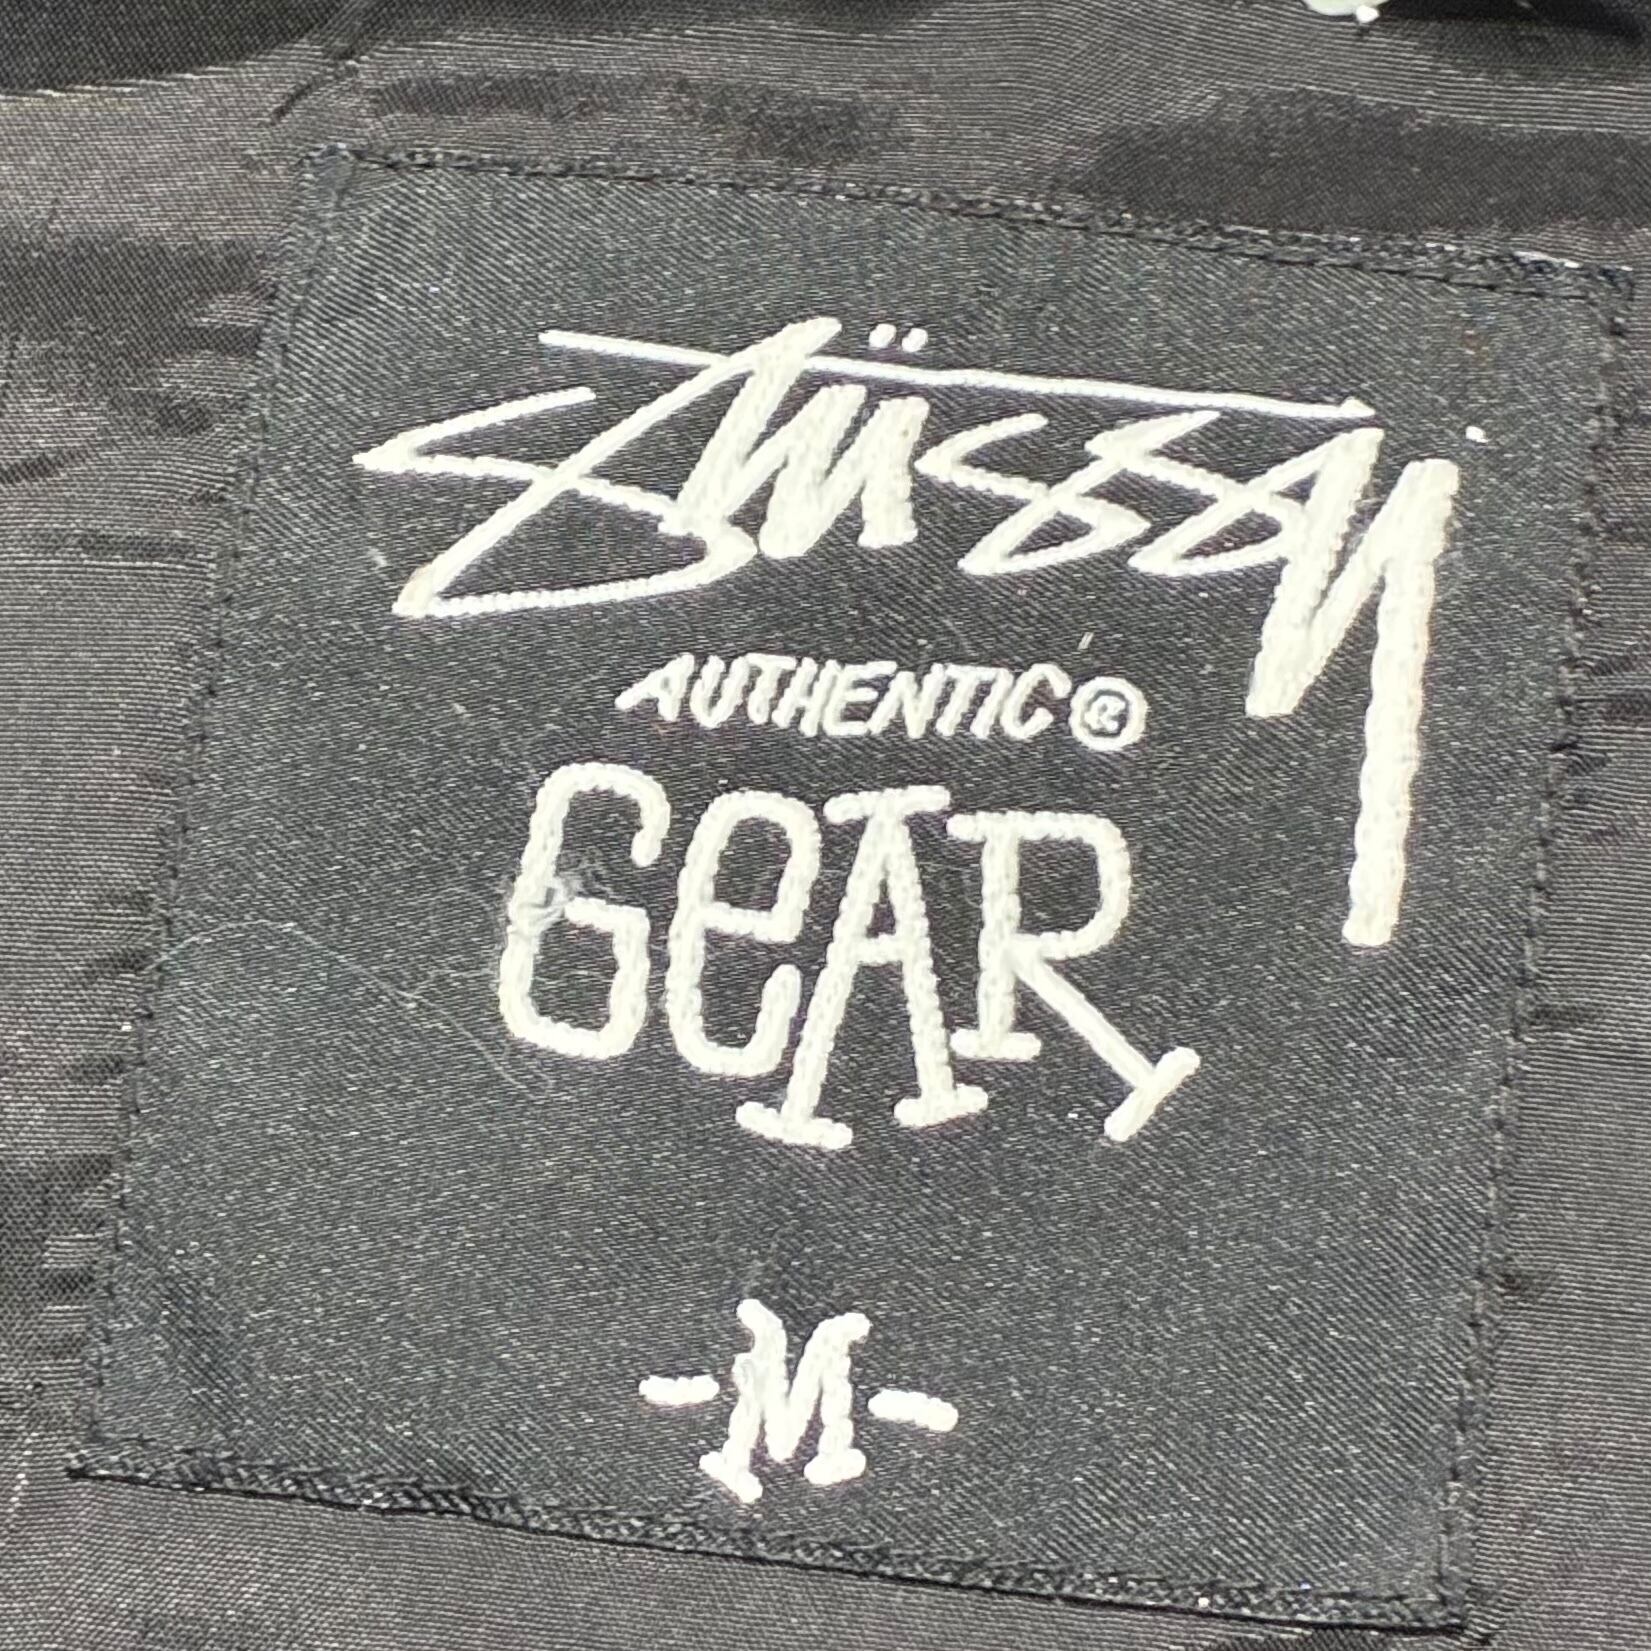 Stüssy
AUTHENTIC®
GeAR
-M-